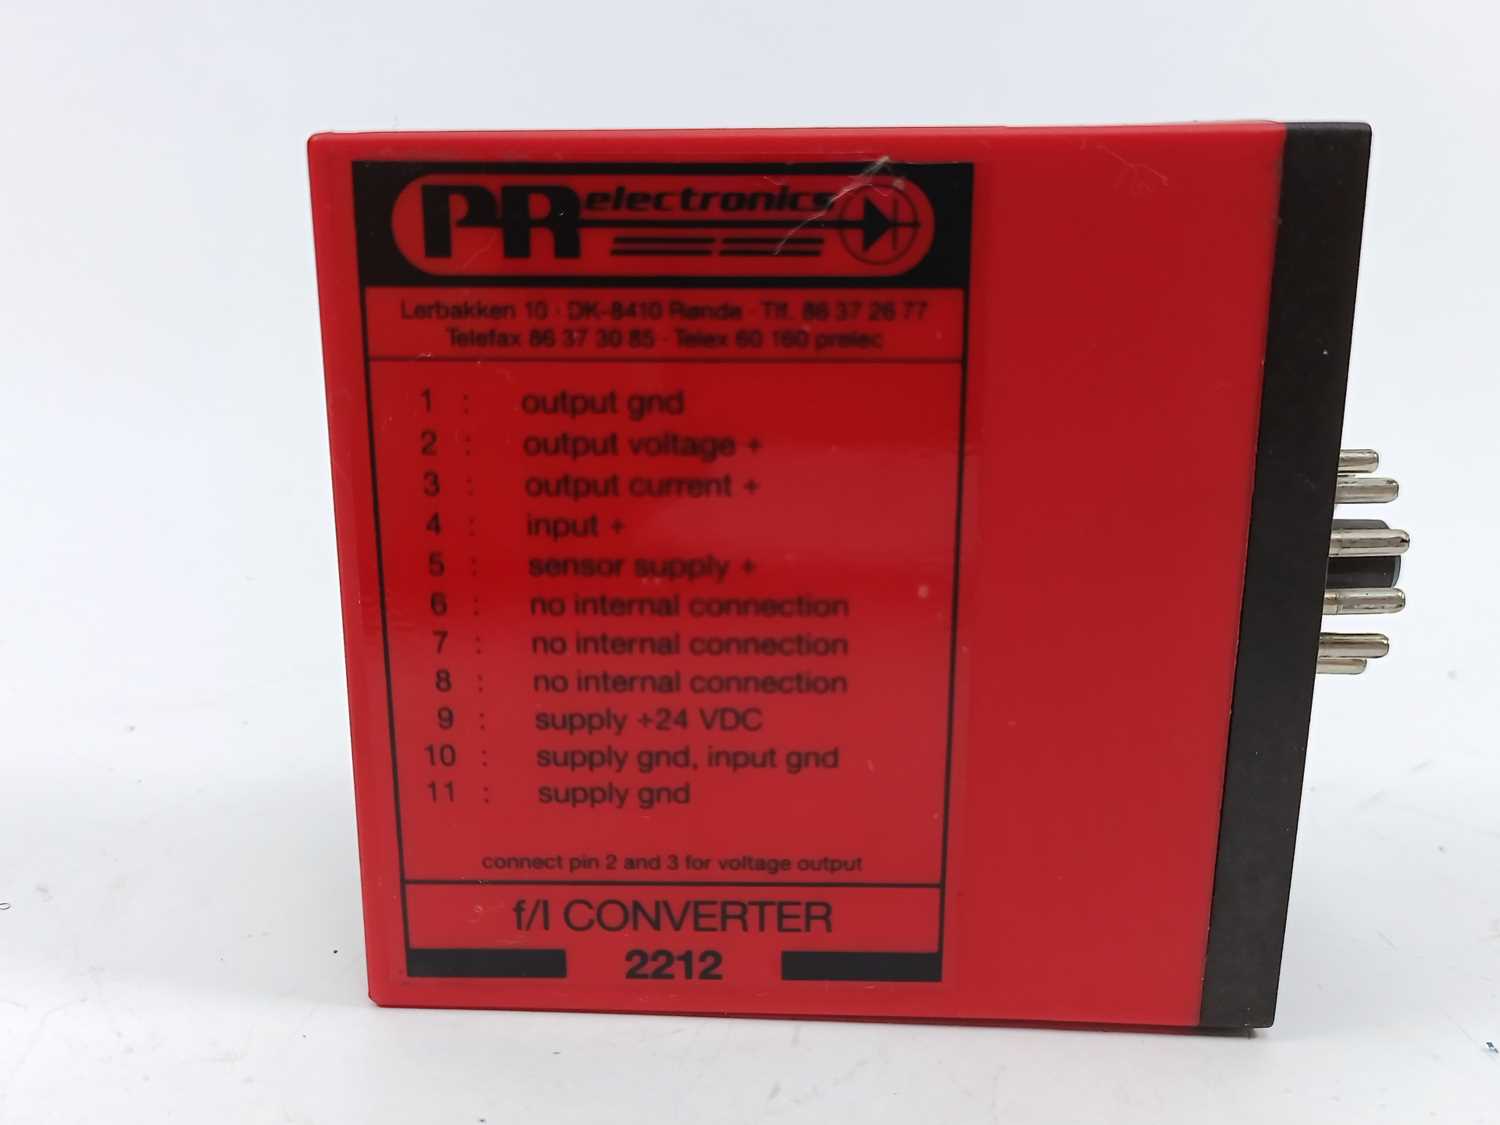 PR electronics
Lerbakken 10 · DK-8410 Rønde · Tlf. 86 37 26 77
Telefax 86 37 30 85 · Telex 60 160 prelec
1 : output gnd
2 : output voltage +
3 : output current +
4 : input +
5 : sensor supply +
6 : no internal connection
7 : no internal connection
8 : no internal connection
9 : supply +24 VDC
10 : supply gnd, input gnd
11 : supply gnd
connect pin 2 and 3 for voltage output
f/I CONVERTER
2212